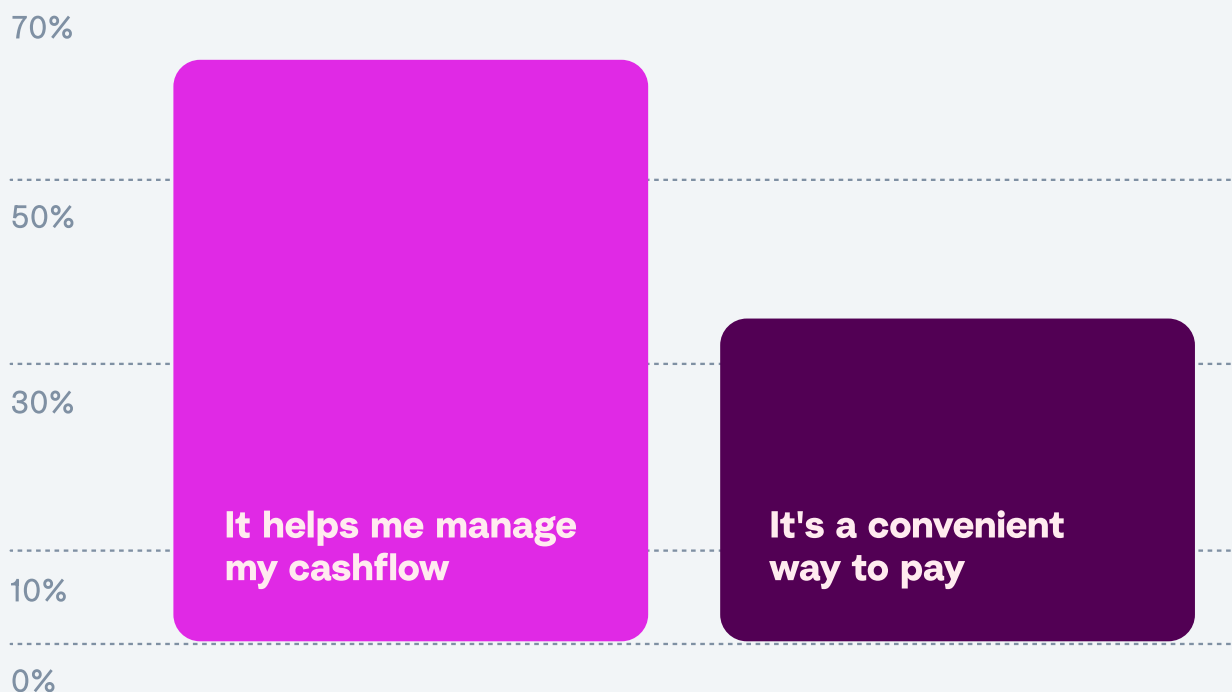 70%
50%
30%
It helps me manage
my cashflow
It's a convenient
way to pay
10%
0%